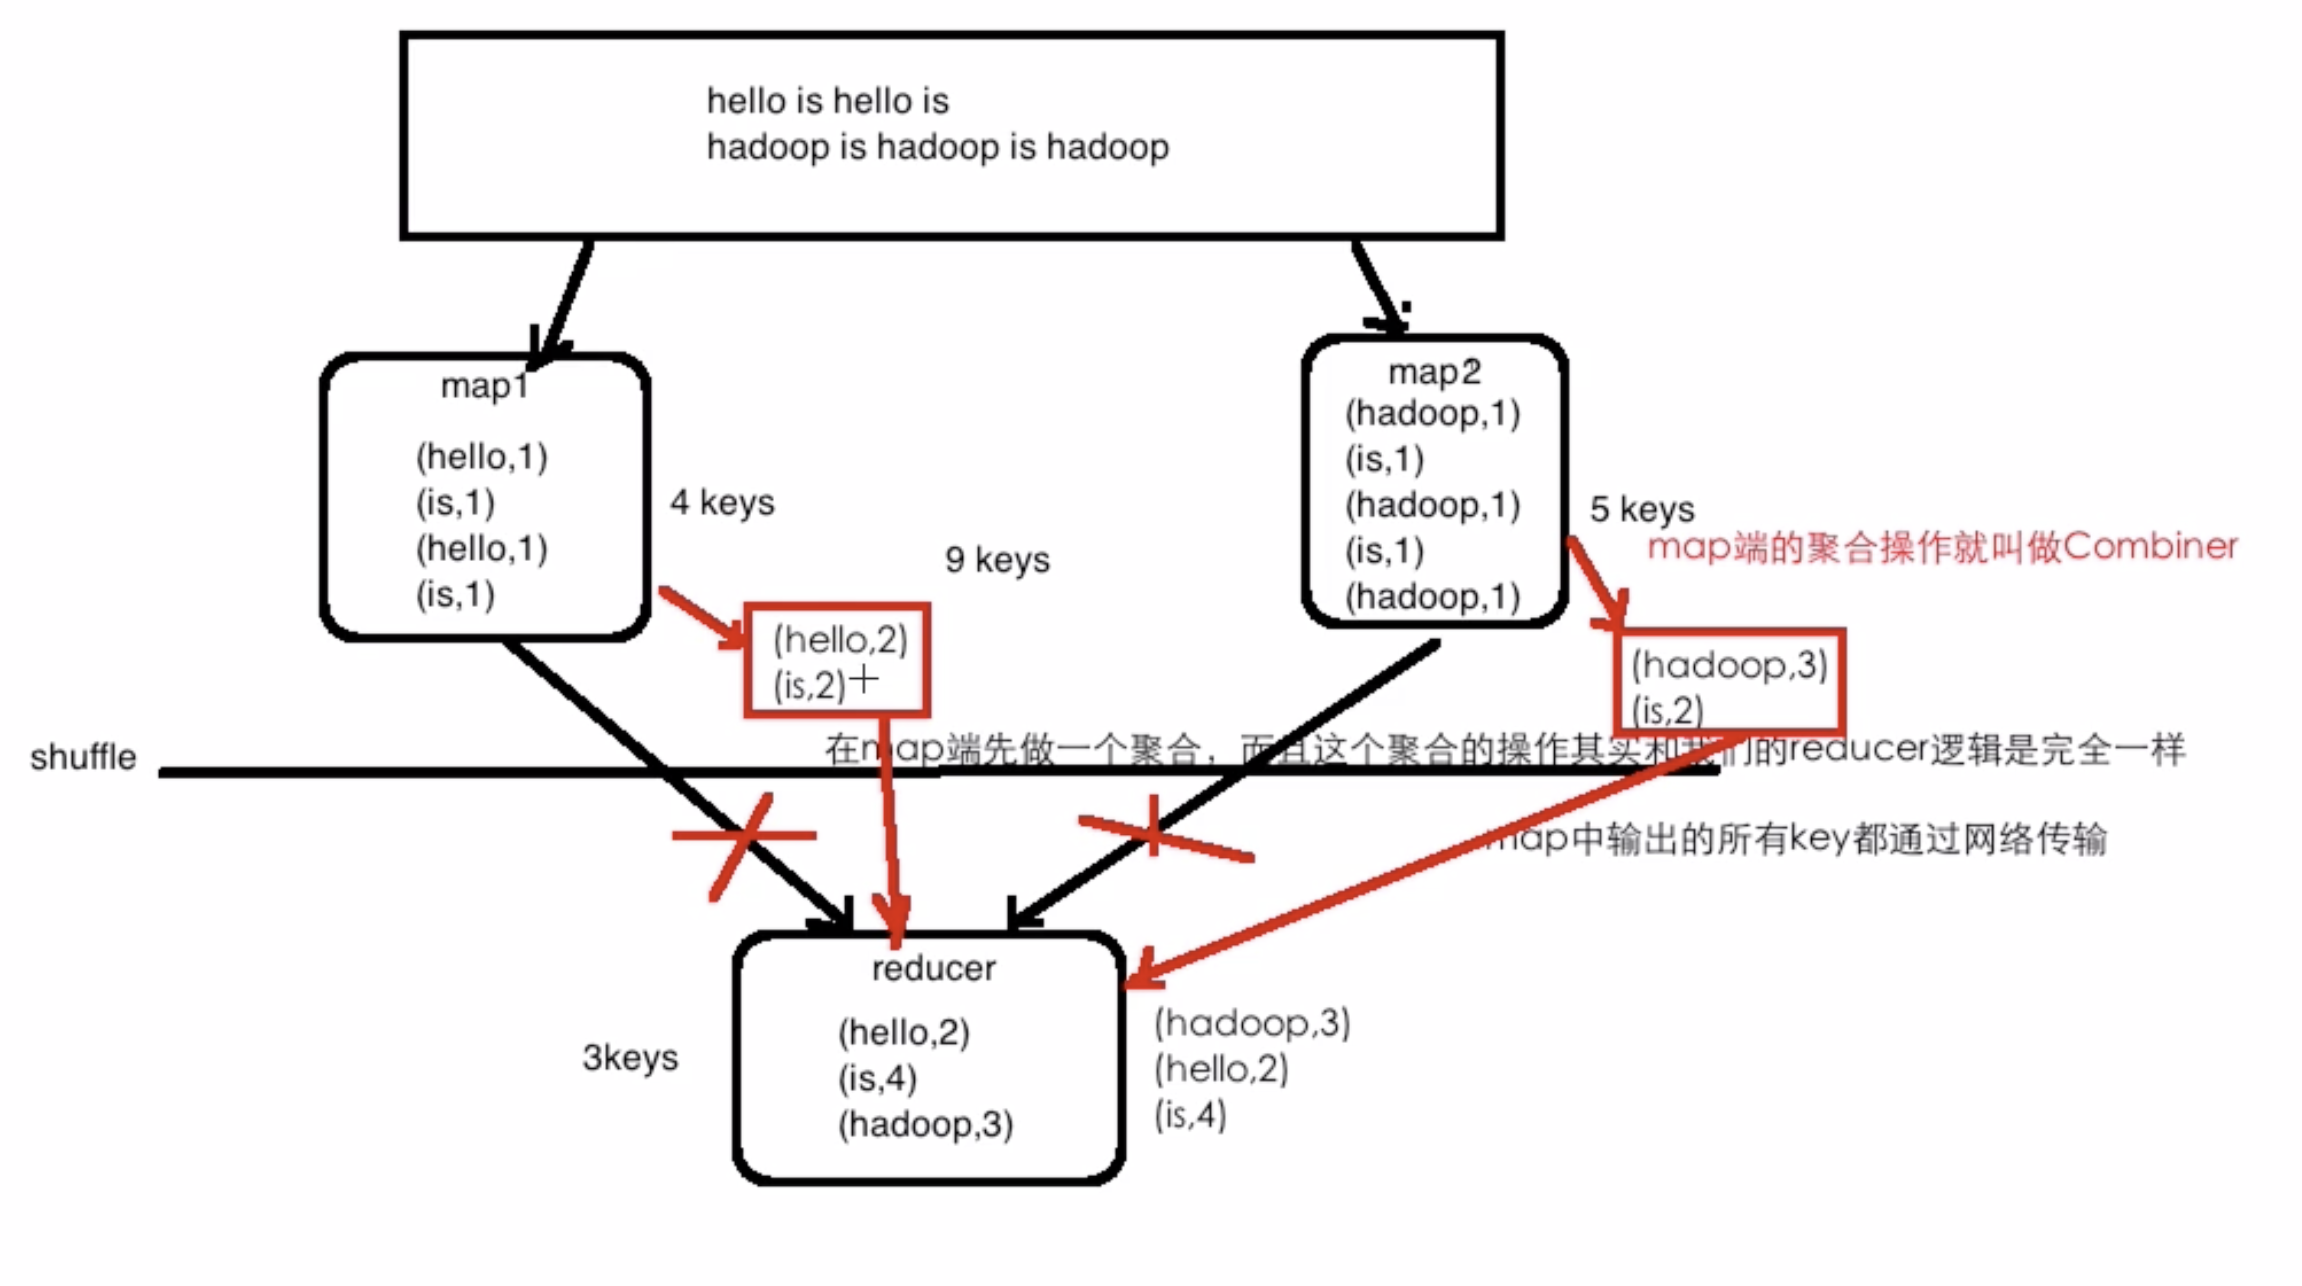 hello is hello is
hadoop is hadoop is hadoop
map1
(hello,1)
(is,1)
(hello,1)
(is,1)
4 keys
9 keys
map2
(hadoop,1)
(is,1)
(hadoop,1)
(is,1)
(hadoop,1)
5 keys
map端的聚合操作就叫做Combiner
(hello,2)
(is,2)
(hadoop,3)
(is,2)
shuffle
在map端先做一个聚合，而且这个聚合的操作其实和我们的reducer逻辑是完全一样
map中输出的所有key都通过网络传输
reducer
(hello,2)
(is,4)
(hadoop,3)
3keys
(hadoop,3)
(hello,2)
(is,4)